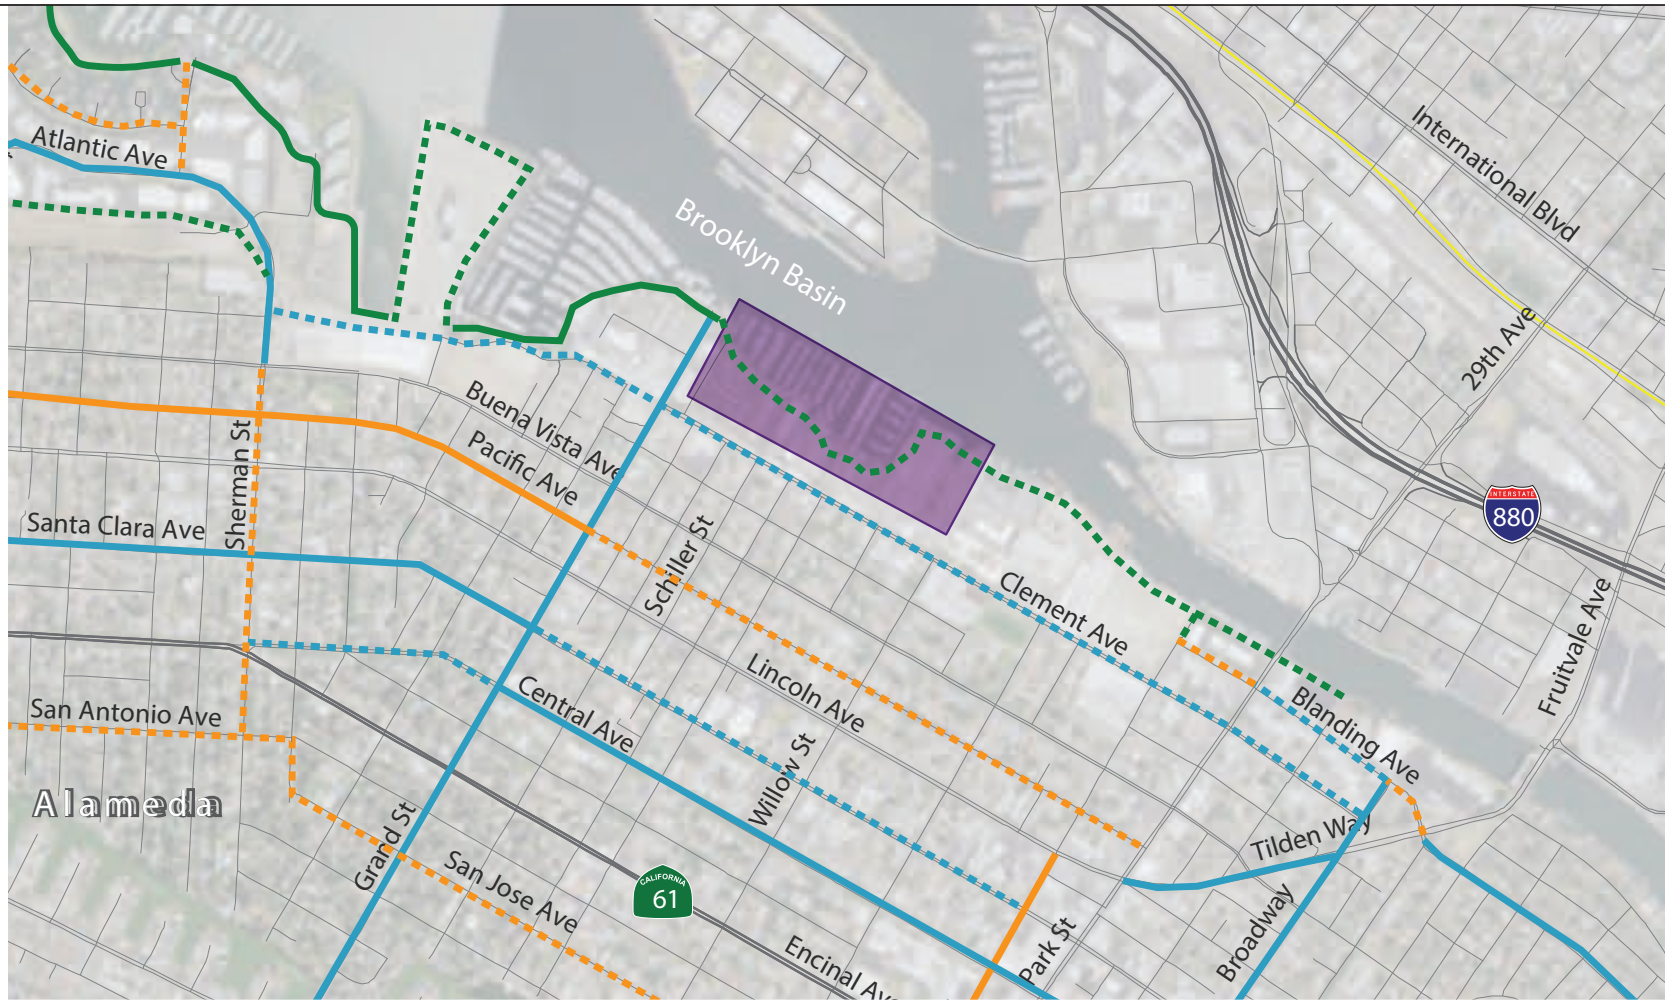 Atlantic Ave
International Blvd
Brooklyn Basin
29th Ave
Buena Vista Ave
Pacific Ave
Sherman St
INTERSTATE
880
Santa Clara Ave
Schiller St
Clement Ave
Fruitvale Ave
Lincoln Ave
Central Ave
San Antonio Ave
Blanding Ave
Willow St
Alameda
Grand St
Tilden Way
San Jose Ave
CALIFORNIA
61
Broadway
Park St
Encinal Ave